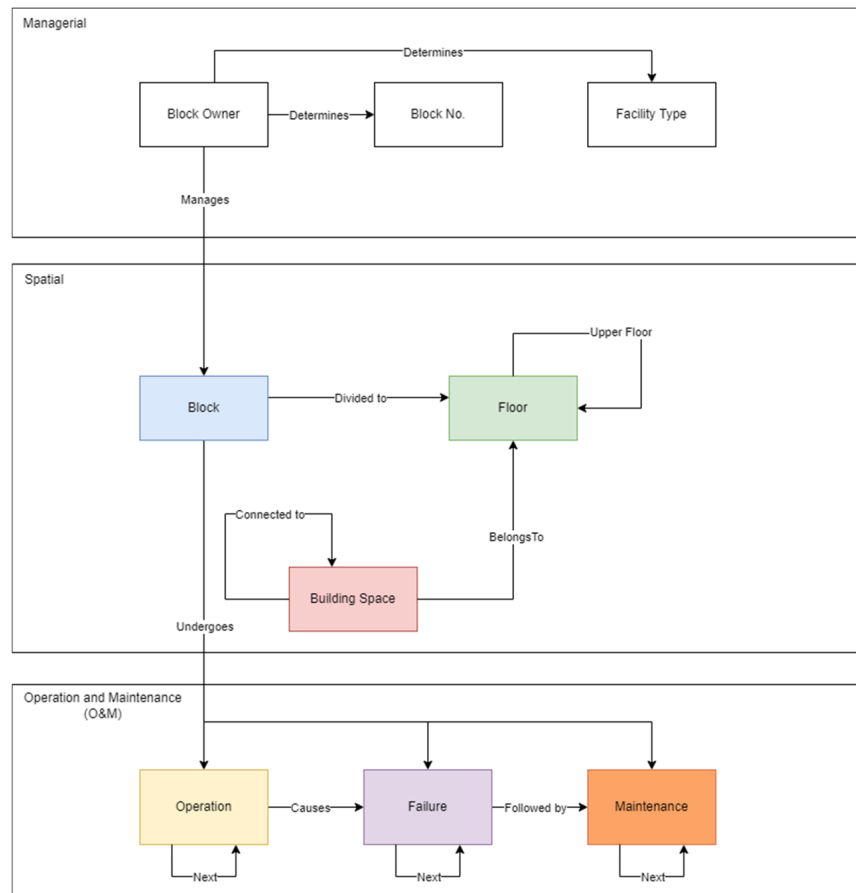 Managerial
Determines
Block Owner
Determines
Block No.
Facility Type
Manages
Spatial
Upper Floor
Block
Divided to
Floor
Connected to
BelongsTo
Building Space
Undergoes
Operation and Maintenance
(O&M)
Operation
Causes
Failure
Followed by
Maintenance
Next
Next
Next